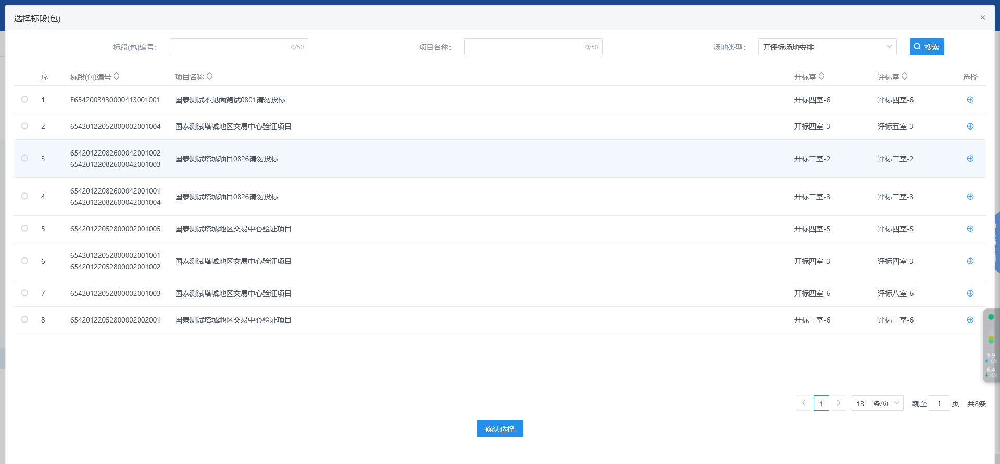 选择标段(包)
标段(包)编号: 0/50 项目名称: 0/50 场地类型: 开评标场地安排 搜索
序 标段(包)编号 项目名称 开标室 评标室 选择
1 E6542003930000413001001 国泰测试不见面测试0801请勿投标 开标四室-6 评标四室-6
2 65420122052800002001004 国泰测试塔城地区交易中心验证项目 开标四室-3 评标五室-3
65420122082600042001002
3 国泰测试塔城项目0826请勿投标 开标二室-2 评标二室-2
65420122082600042001003
65420122082600042001001
4 国泰测试塔城项目0826请勿投标 开标二室-3 评标二室-3
65420122082600042001004
5 65420122052800002001005 国泰测试塔城地区交易中心验证项目 开标四室-5 评标四室-5
65420122052800002001001
6 国泰测试塔城地区交易中心验证项目 开标四室-3 评标四室-3
65420122052800002001002
7 65420122052800002001003 国泰测试塔城地区交易中心验证项目 开标四室-6 评标八室-6
8 65420122052800002002001 国泰测试塔城地区交易中心验证项目 开标一室-6 评标一室-6
5.9
K/s
6.4
K/s
1 13 条/页 跳至 1 页 共8条
确认选择